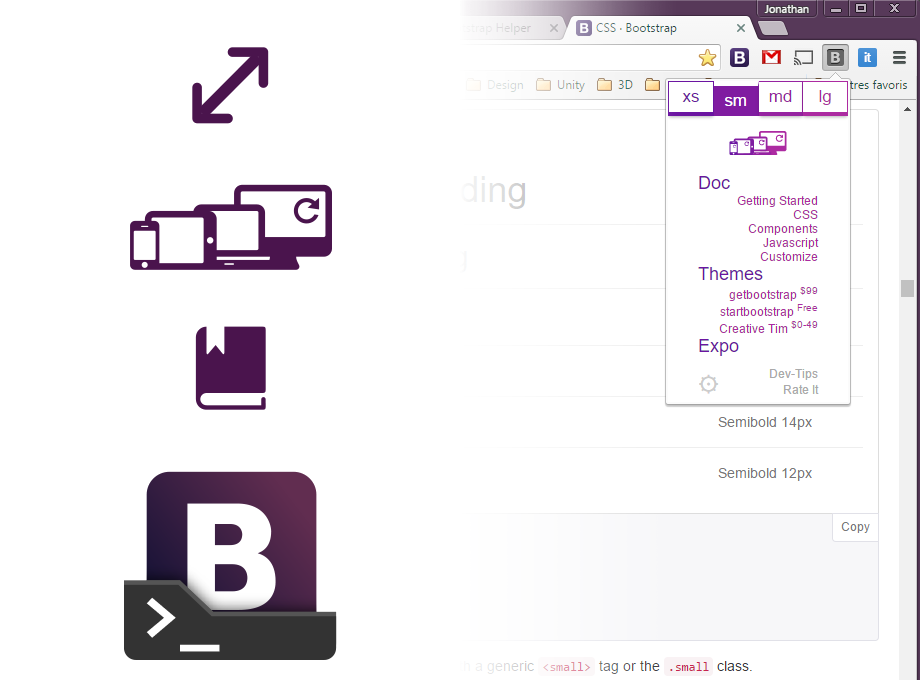 Jonathan
tstrap Helper
CSS · Bootstrap
B
B
B
it
Design
Unity
3D
tres favoris
xs
sm
md
lg
ding
Doc
Getting Started
CSS
Components
Javascript
Customize
Themes
getbootstrap $99
startbootstrap Free
Creative Tim $0-49
Expo
Dev-Tips
Rate It
Semibold 14px
Semibold 12px
Copy
B
>_
h a generic <small> tag or the .small class.